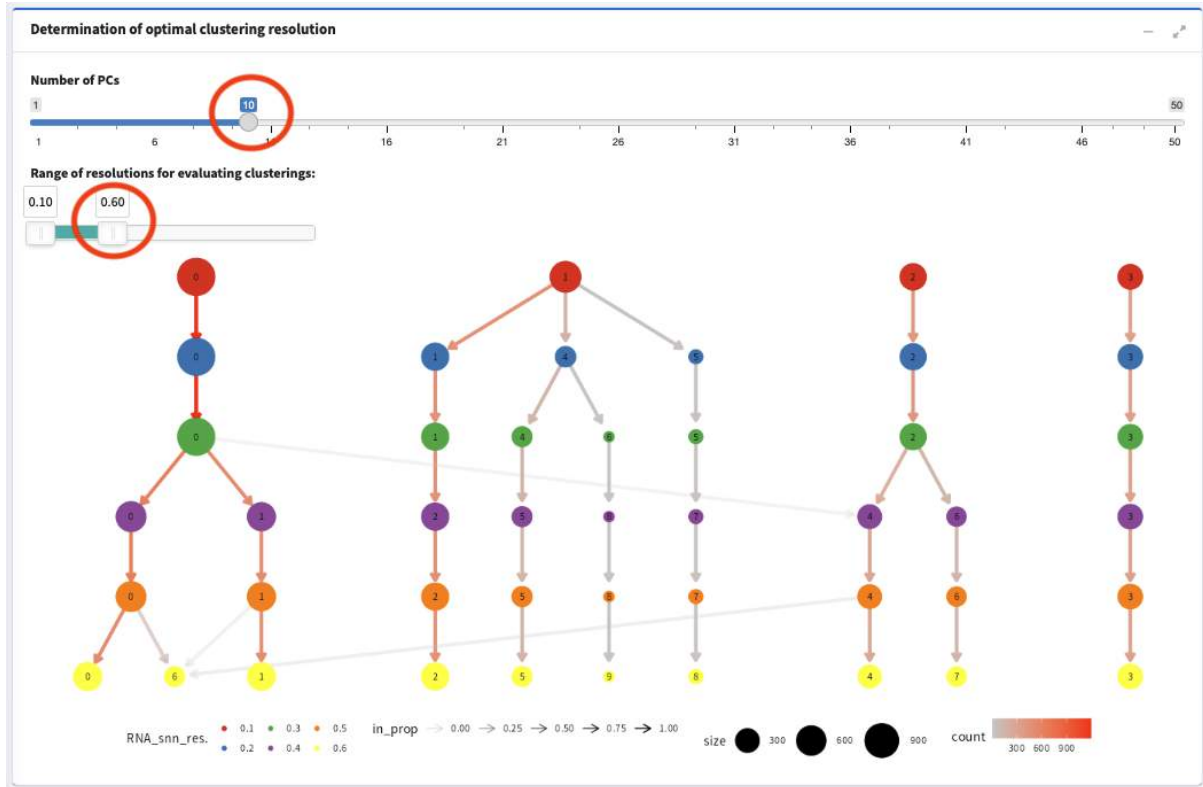 Determination of optimal clustering resolution
Number of PCs
1 10 50
1 6 11 16 21 26 31 36 41 46 50
Range of resolutions for evaluating clusterings:
0.10 0.60
0 1 2 3
0 1 4 5 2 3
0 1 4 6 5 2 3
0 1 2 5 8 7 4 6 3
0 1 2 5 8 7 4 6 3
0 6 1 2 5 9 8 4 7 3
RNA_snn_res. 0.1 0.3 0.5
0.2 0.4 0.6
in_prop 0.00 0.25 0.50 0.75 1.00
size 300 600 900
count
300 600 900